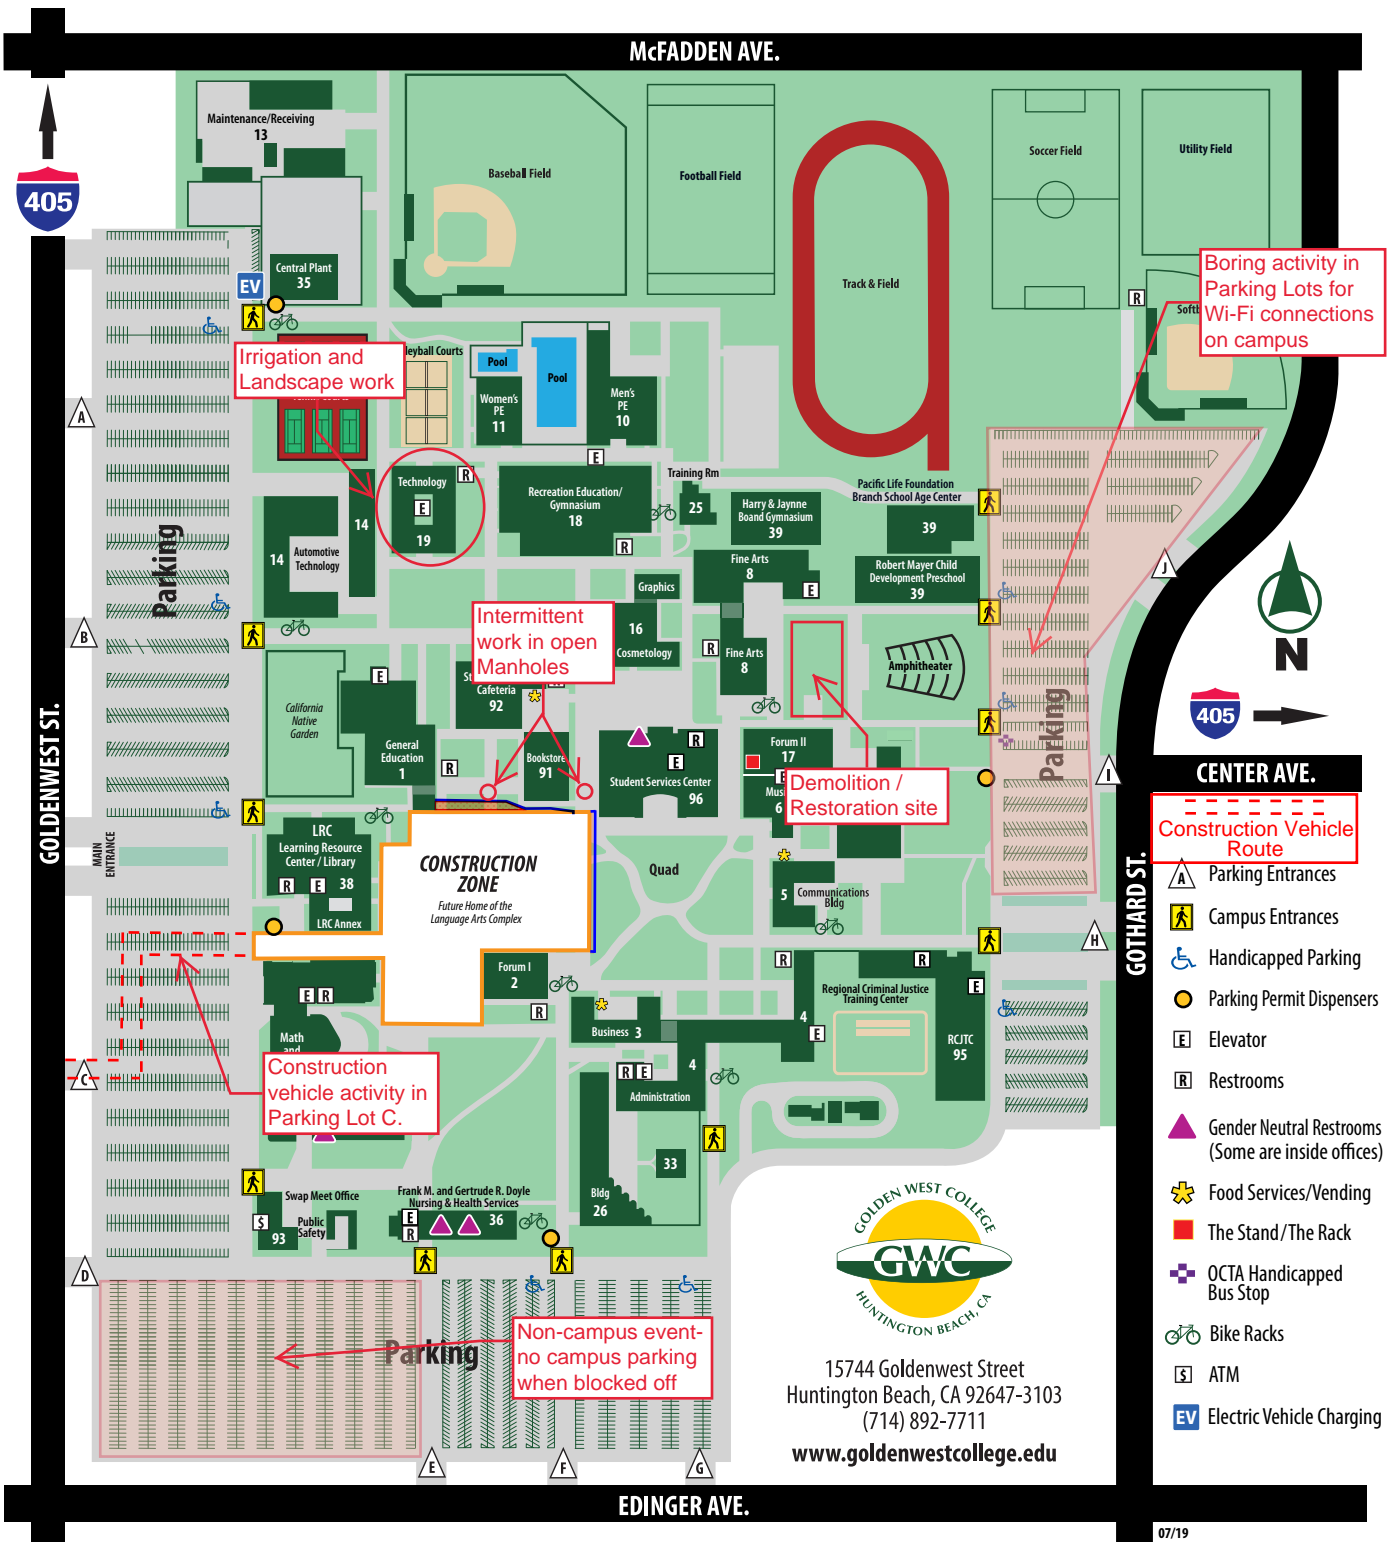 McFADDEN AVE.
405
Maintenance/Receiving
13
Baseball Field
Football Field
Soccer Field
Utility Field
Track & Field
Central Plant
35
EV
R
Boring activity in
Parking Lots for
Wi-Fi connections
on campus
Irrigation and
Landscape work
Pool
Pool
Women's
PE
11
Men's
PE
10
A
E
Training Rm
25
Technology
R
E
19
Recreation Education/
Gymnasium
18
R
Harry & Jaynne
Boand Gymnasium
39
Pacific Life Foundation
Branch School Age Center
39
14
14
Automotive
Technology
Parking
Fine Arts
8
E
Robert Mayer Child
Development Preschool
39
J
Graphics
16
Cosmetology
B
Intermittent
work in open
Manholes
R
Fine Arts
8
Amphitheater
N
405
E
Cafeteria
92
California
Native
Garden
GOLDENWEST ST.
General
Education
1
R
Bookstore
91
R
E
Student Services Center
96
Forum II
17
E
6
Demolition /
Restoration site
Parking
I
CENTER AVE.
Construction Vehicle
Route
MAIN
ENTRANCE
LRC
Learning Resource
Center / Library
R
E
38
LRC Annex
CONSTRUCTION
ZONE
Future Home of the
Language Arts Complex
Quad
5
Communications
Bldg
H
GOTHARD ST.
Forum I
2
R
E
R
Math
and
R
R
Regional Criminal Justice
Training Center
E
RCJTC
95
4
E
Business
3
4
R
E
Administration
C
Construction
vehicle activity in
Parking Lot C.
33
Bldg
26
Swap Meet Office
$
93
Public
Safety
Frank M. and Gertrude R. Doyle
Nursing & Health Services
E
R
36
D
Parking
Non-campus event-
no campus parking
when blocked off
E
F
G
A Parking Entrances
Campus Entrances
Handicapped Parking
Parking Permit Dispensers
E Elevator
R Restrooms
Gender Neutral Restrooms
(Some are inside offices)
Food Services/Vending
The Stand/The Rack
OCTA Handicapped
Bus Stop
Bike Racks
$ ATM
EV Electric Vehicle Charging
GOLDEN WEST COLLEGE
GWC
HUNTINGTON BEACH, CA
15744 Goldenwest Street
Huntington Beach, CA 92647-3103
(714) 892-7711
www.goldenwestcollege.edu
EDINGER AVE.
07/19